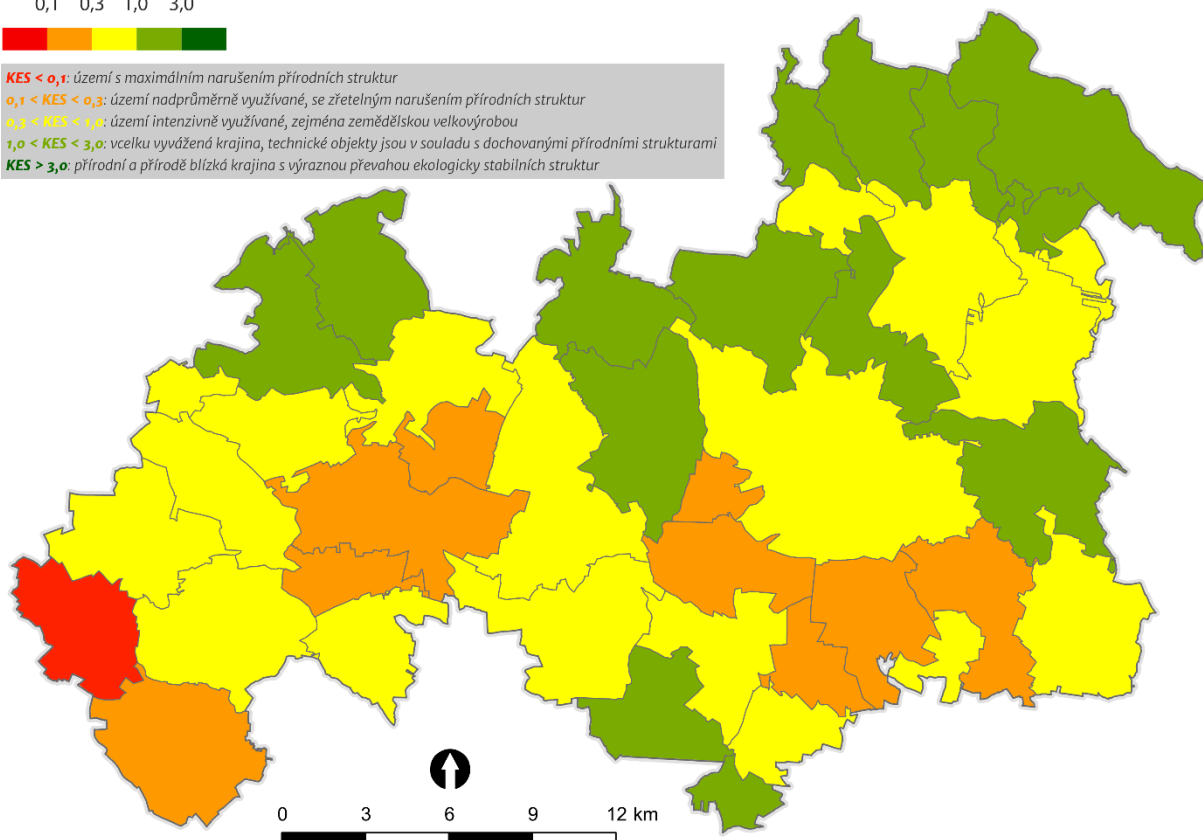 0,1 0,3 1,0 3,0
KES < 0,1: území s maximálním narušením přírodních struktur
0,1 < KES < 0,3: území nadprůměrně využívané, se zřetelným narušením přírodních struktur
0,3 < KES < 1,0: území intenzivně využívané, zejména zemědělskou velkovýrobou
1,0 < KES < 3,0: vcelku vyvážená krajina, technické objekty jsou v souladu s dochovanými přírodními strukturami
KES > 3,0: přírodní a přírodě blízká krajina s výraznou převahou ekologicky stabilních struktur
0 3 6 9 12 km